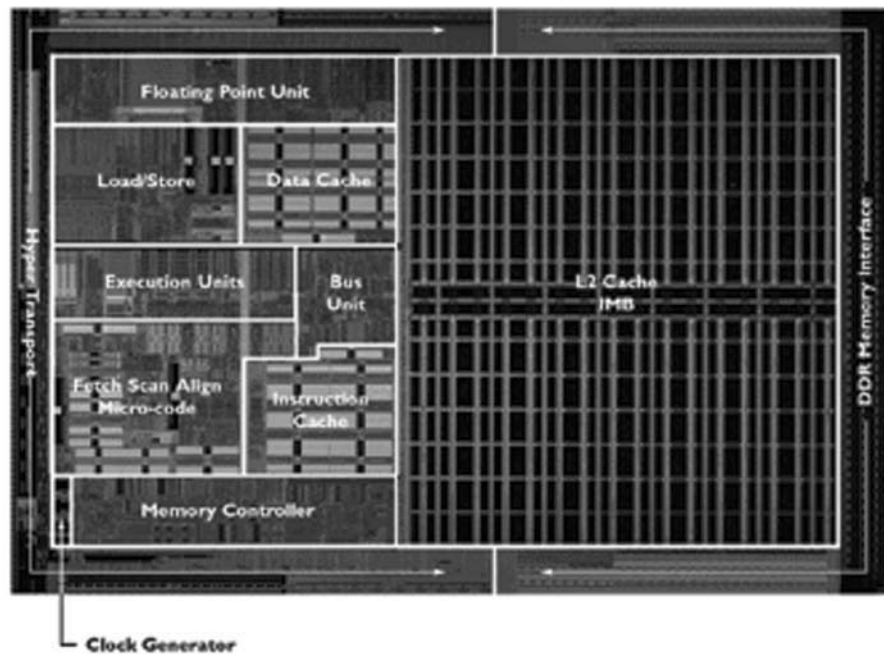 Floating Point Unit
Load/Store
Data Cache
Hyper Transport
Execution Units
Bus
Unit
L2 Cache
1MB
DDR Memory Interface
Fetch Scan Align
Micro-code
Instruction
Cache
Memory Controller
Clock Generator